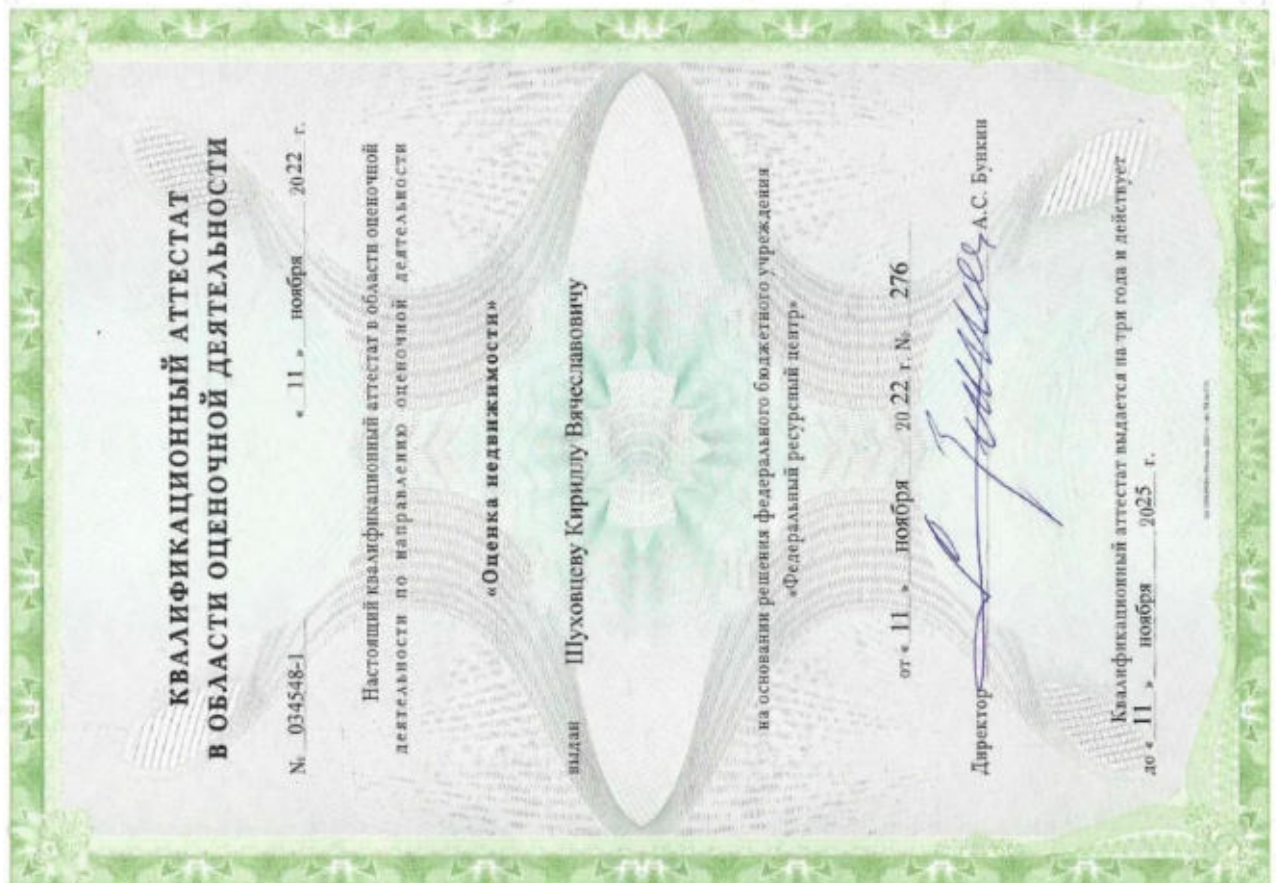 КВАЛИФИКАЦИОННЫЙ АТТЕСТАТ
В ОБЛАСТИ ОЦЕНОЧНОЙ ДЕЯТЕЛЬНОСТИ
№ 034548-1 « 11 » ноября 2022 г.
Настоящий квалификационный аттестат в области оценочной
деятельности по направлению оценочной деятельности
«Оценка недвижимости»
выдан Шуховцеву Кириллу Вячеславовичу
на основании решения федерального бюджетного учреждения
«Федеральный ресурсный центр»
от « 11 » ноября 20 22 г. № 276
Директор А.С. Бункин
Квалификационный аттестат выдается на три года и действует
до « 11 » ноября 2025 г.